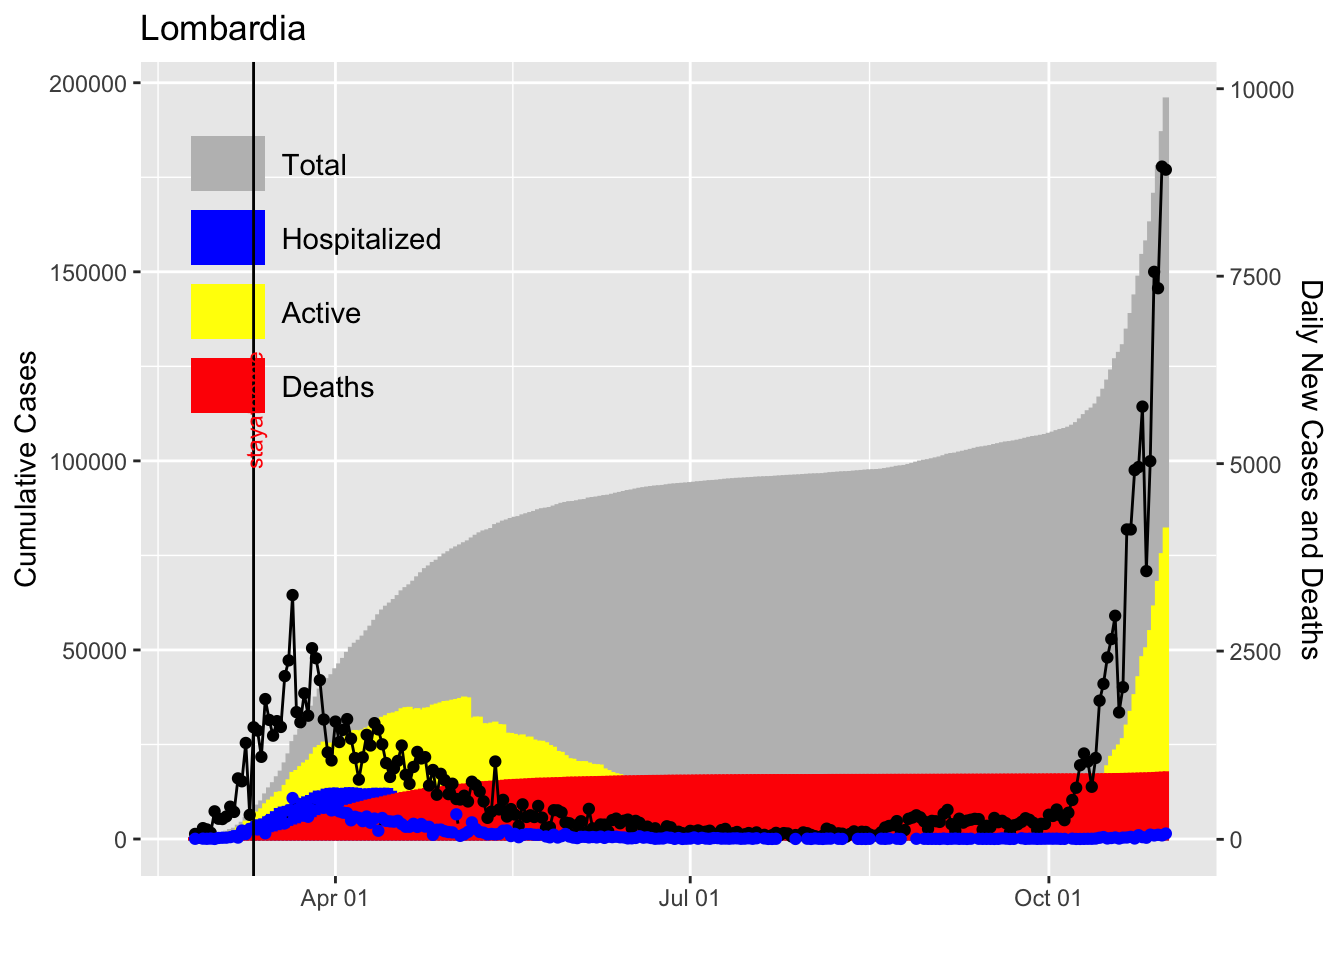 Lombardia
200000
150000
100000
50000
0
Cumulative Cases
Total
Hospitalized
Active
Deaths
10000
7500
5000
2500
0
Daily New Cases and Deaths
Apr 01
Jul 01
Oct 01